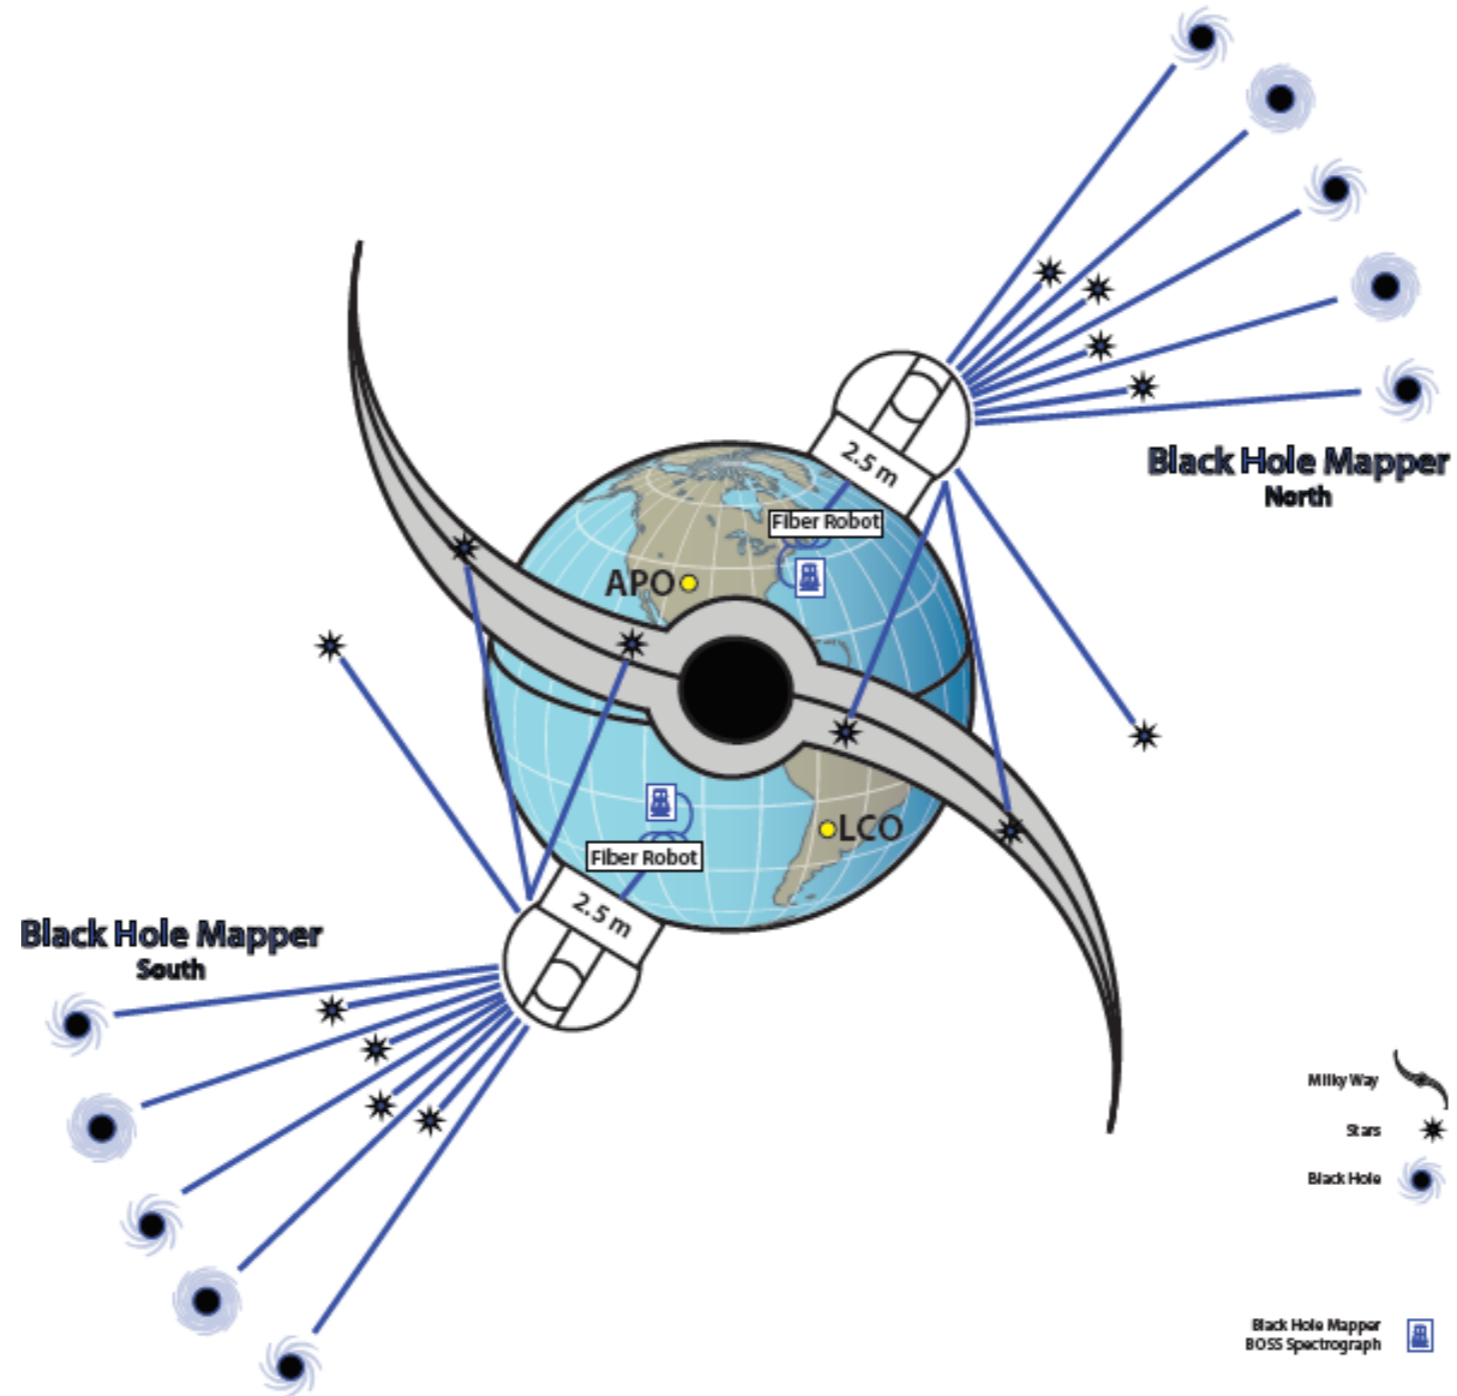 Black Hole Mapper
North
2.5 m
Fiber Robot
APO
LCO
Fiber Robot
2.5 m
Black Hole Mapper
South
Milky Way
Stars
Black Hole
Black Hole Mapper
BOSS Spectrograph